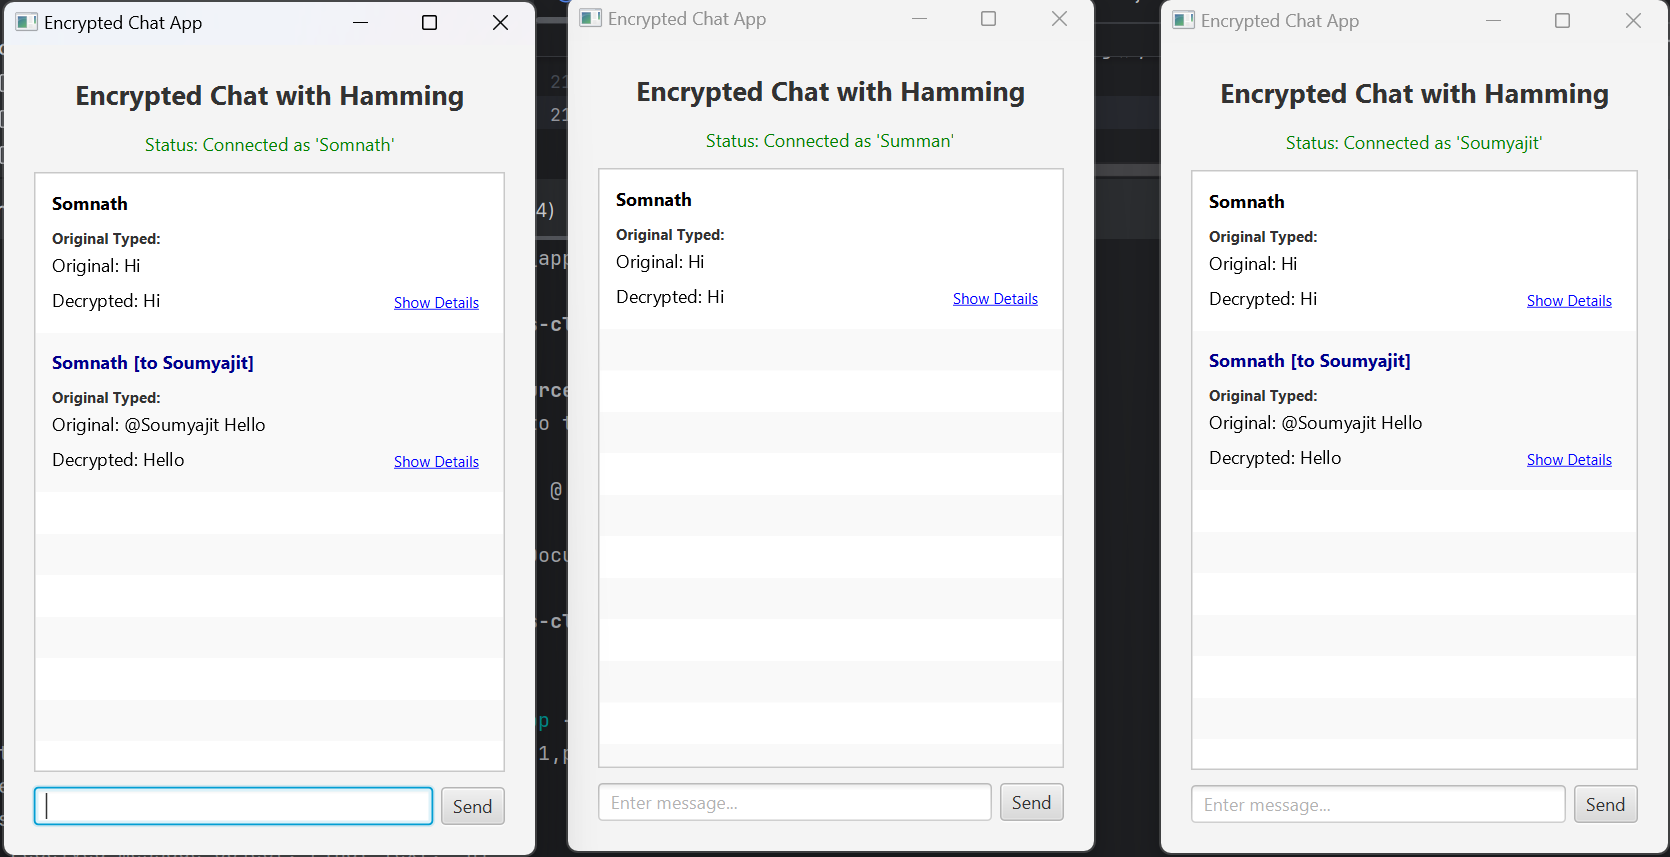 Encrypted Chat App
Encrypted Chat with Hamming
Status: Connected as 'Somnath'
Somnath
Original Typed:
Original: Hi
Decrypted: Hi
Show Details
Somnath [to Soumyajit]
Original Typed:
Original: @Soumyajit Hello
Decrypted: Hello
Show Details
Send
Encrypted Chat App
Encrypted Chat with Hamming
Status: Connected as 'Summan'
Somnath
Original Typed:
Original: Hi
Decrypted: Hi
Show Details
Enter message...
Send
Encrypted Chat App
Encrypted Chat with Hamming
Status: Connected as 'Soumyajit'
Somnath
Original Typed:
Original: Hi
Decrypted: Hi
Show Details
Somnath [to Soumyajit]
Original Typed:
Original: @Soumyajit Hello
Decrypted: Hello
Show Details
Enter message...
Send